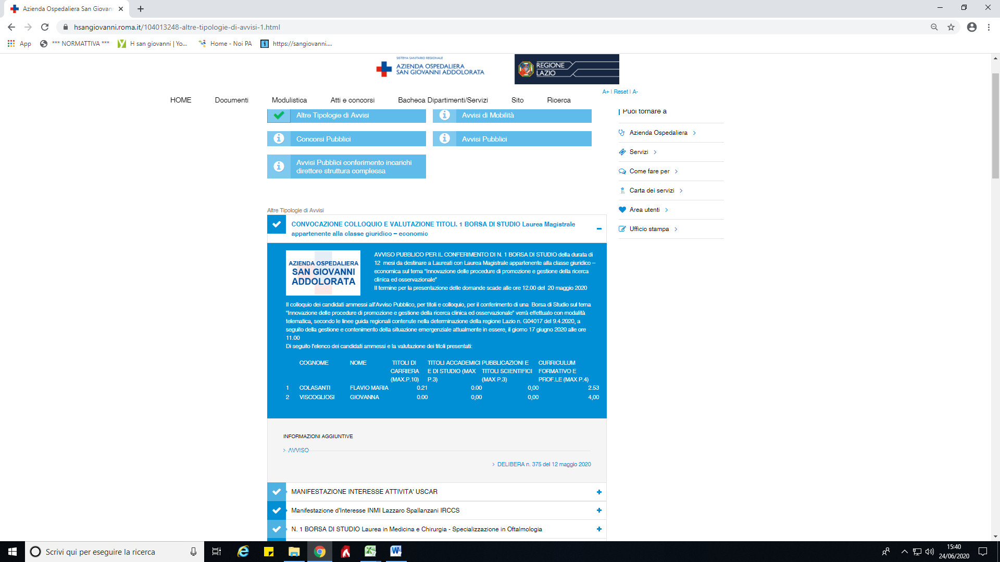 Azienda Ospedaliera San Giovan
hsangiovanni.roma.it/104013248-altre-tipologie-di-avvisi-1.html
App
*** NORMATTIVA ***
H san giovanni | Yo...
Home - Noi PA
https://sangiovanni....
SISTEMA SANITARIO REGIONALE
AZIENDA OSPEDALIERA
SAN GIOVANNI ADDOLORATA
REGIONE
LAZIO
A+ | Reset | A-
HOME
Documenti
Modulistica
Atti e concorsi
Bacheca Dipartimenti/Servizi
Sito
Ricerca
Altre Tipologie di Avvisi
Avvisi di Mobilità
Concorsi Pubblici
Avvisi Pubblici
Avvisi Pubblici conferimento incarichi
direttore struttura complessa
Puoi tornare a
Azienda Ospedaliera
Servizi
Come fare per
Carta dei servizi
Area utenti
Ufficio stampa
Altre Tipologie di Avvisi
CONVOCAZIONE COLLOQUIO E VALUTAZIONE TITOLI. 1 BORSA DI STUDIO Laurea Magistrale
appartenente alla classe giuridico – economic
AZIENDA OSPEDALIERA
SAN GIOVANNI
ADDOLORATA
AVVISO PUBBLICO PER IL CONFERIMENTO DI N. 1 BORSA DI STUDIO della durata di
12 mesi da destinare a Laureati con Laurea Magistrale appartenente alla classe giuridico –
economica sul tema “Innovazione delle procedure di promozione e gestione della ricerca
clinica ed osservazionale”
Il termine per la presentazione delle domande scade alle ore 12.00 del 20 maggio 2020
Il colloquio dei candidati ammessi all'Avviso Pubblico, per titoli e colloquio, per il conferimento di una Borsa di Studio sul tema
“Innovazione delle procedure di promozione e gestione della ricerca clinica ed osservazionale” verrà effettuato con modalità
telematica, secondo le linee guida regionali contenute nella determinazione della regione Lazio n. G04017 del 9.4.2020, a
seguito della gestione e contenimento della situazione emergenziale attualmente in essere, il giorno 17 giugno 2020 alle ore
11.00
Di seguito l'elenco dei candidati ammessi e la valutazione dei titoli presentati:
COGNOME NOME TITOLI DI TITOLI ACCADEMICI PUBBLICAZIONI E CURRICULUM
CARRIERA E DI STUDIO (MAX TITOLI SCIENTIFICI FORMATIVO E
(MAX.P.10) P.3) (MAX P.3) PROF.LE (MAX P.4)
1 COLASANTI FLAVIO MARIA 0.21 0.00 0,00 2.53
2 VISCOGLIOSI GIOVANNA 0.00 0,00 0,00 4,00
INFORMAZIONI AGGIUNTIVE
AVVISO
DELIBERA n. 375 del 12 maggio 2020
MANIFESTAZIONE INTERESSE ATTIVITA' USCAR
Manifestazione d'Interesse INMI Lazzaro Spallanzani IRCCS
N. 1 BORSA DI STUDIO Laurea in Medicina e Chirurgia - Specializzazione in Oftalmologia
Scrivi qui per eseguire la ricerca
15:40
24/06/2020